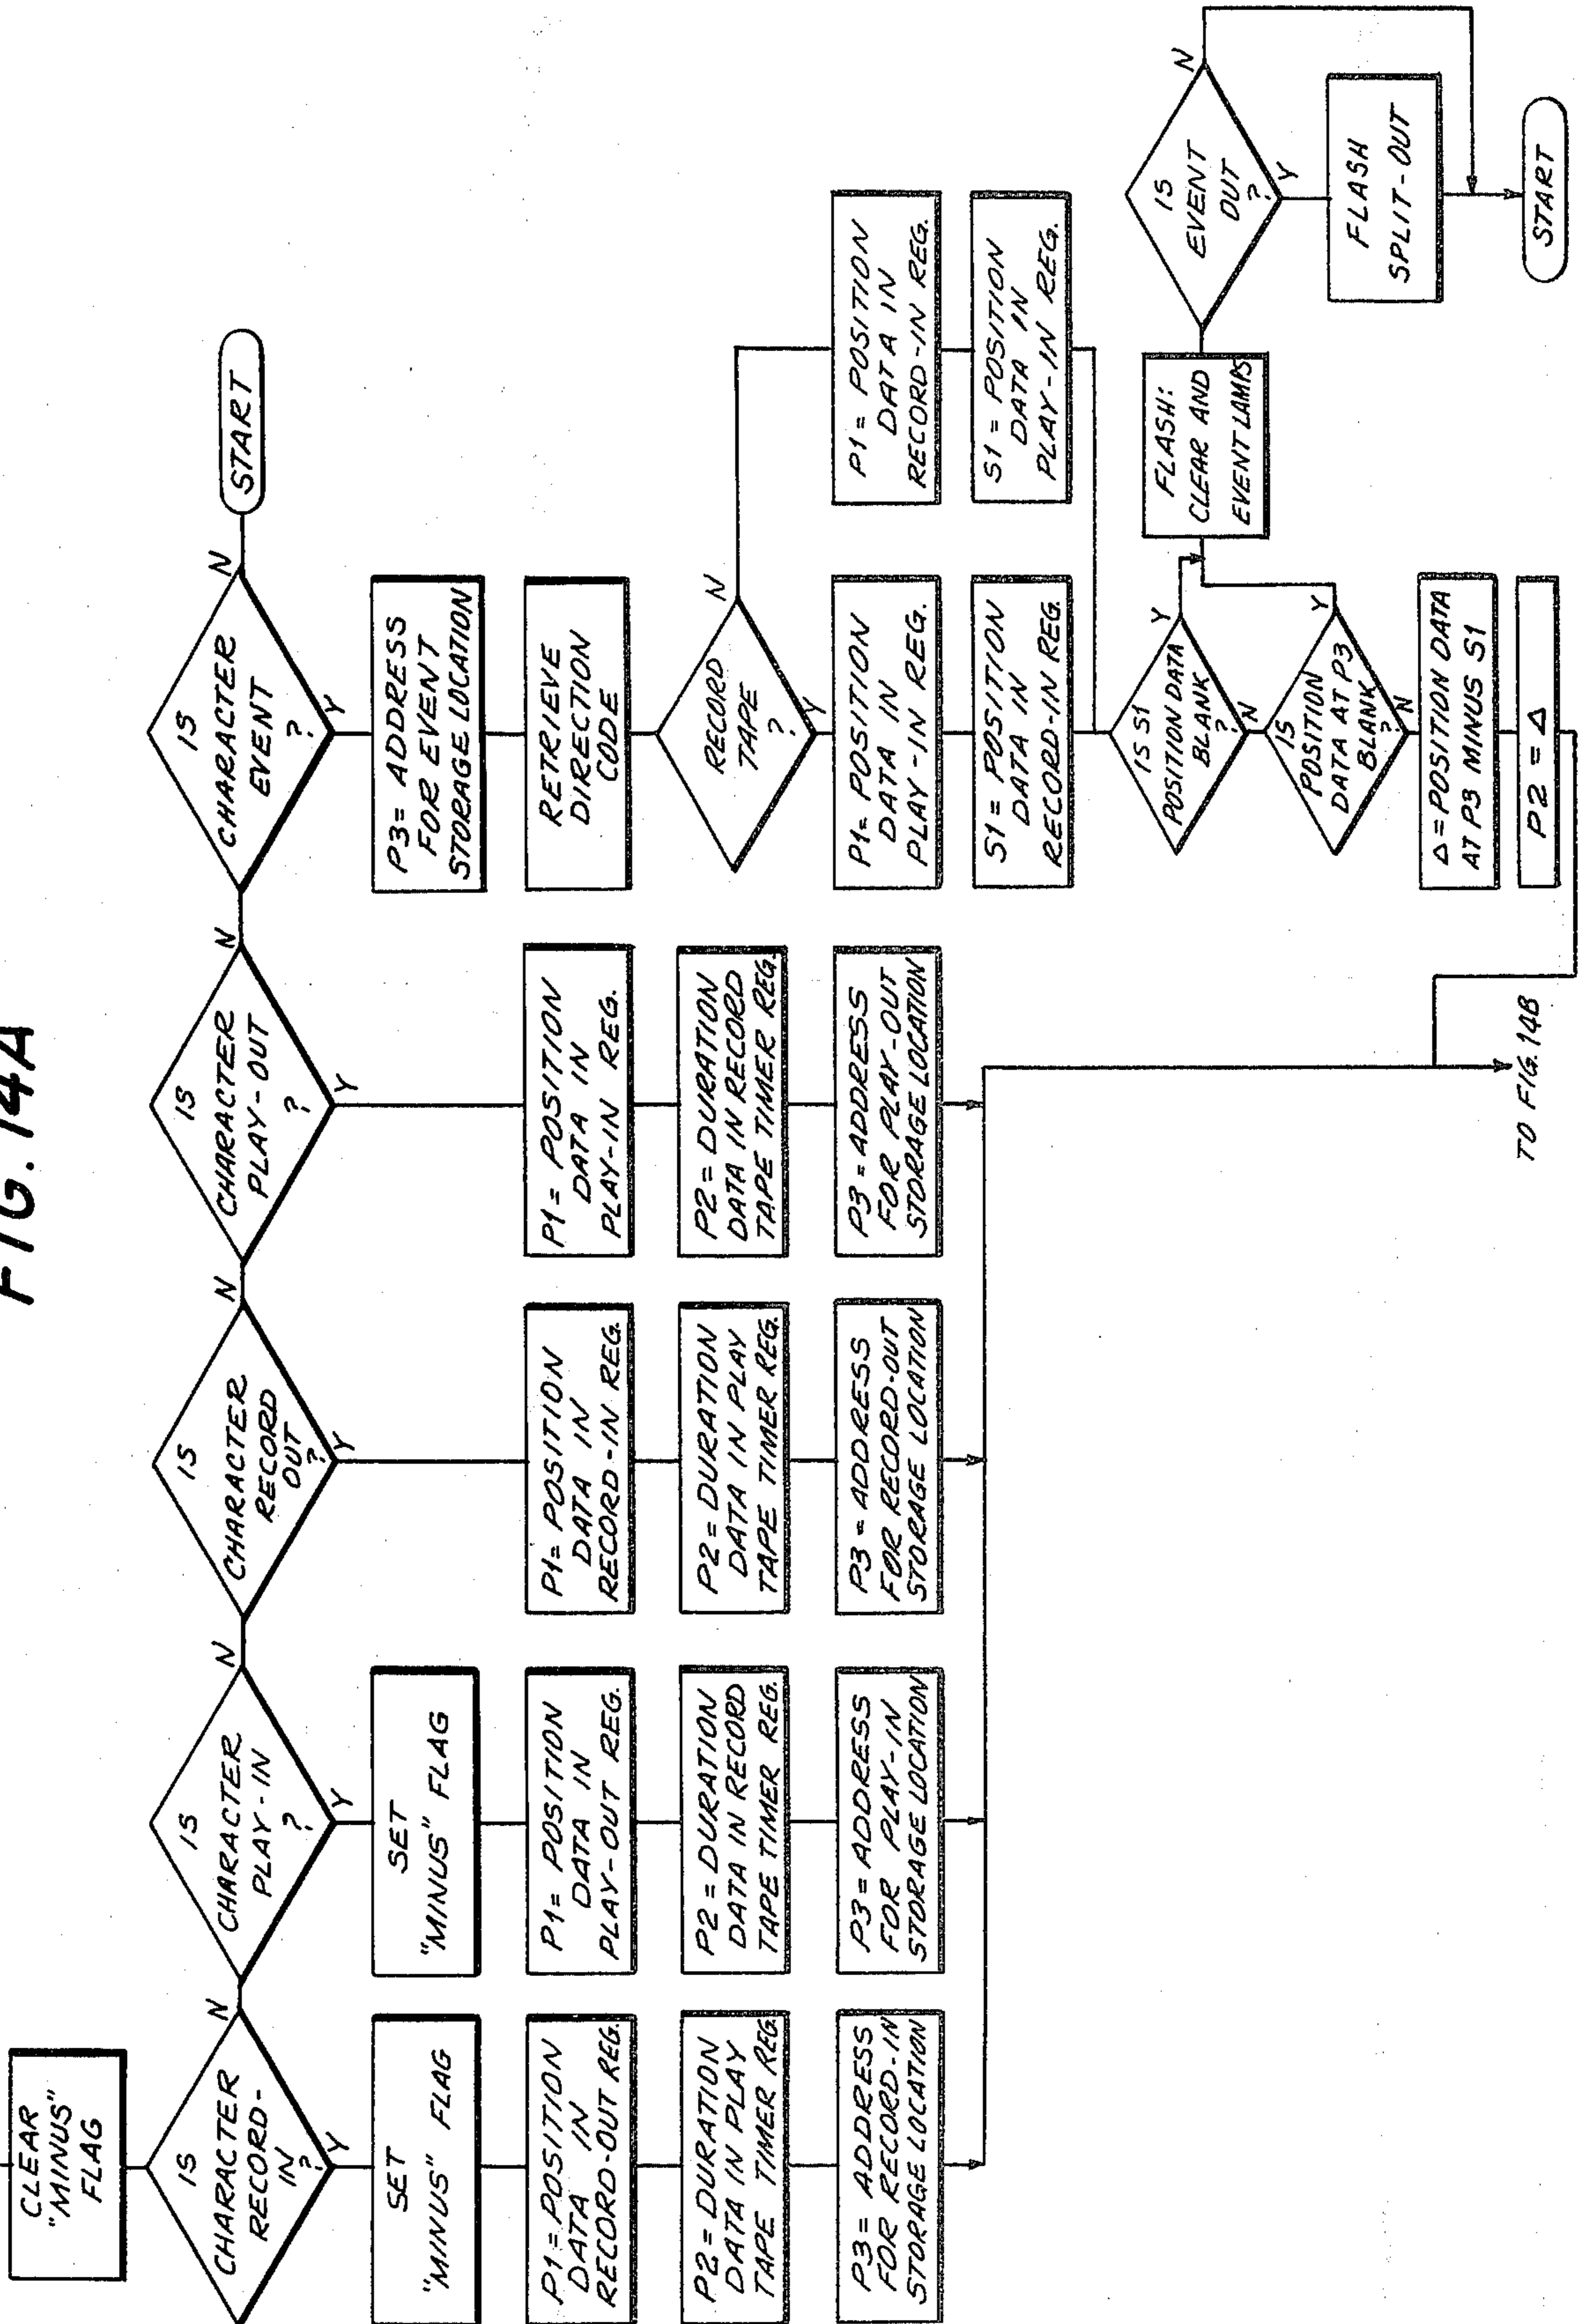 FIG. 14A
CLEAR
"MINUS"
FLAG
IS
CHARACTER
RECORD-
IN
?
Y
N
SET
"MINUS" FLAG
P1 = POSITION
DATA IN
RECORD-OUT REG.
P2 = DURATION
DATA IN PLAY
TAPE TIMER REG.
P3 = ADDRESS
FOR RECORD-IN
STORAGE LOCATION
IS
CHARACTER
PLAY-IN
?
Y
N
SET
"MINUS" FLAG
P1 = POSITION
DATA IN
PLAY-OUT REG.
P2 = DURATION
DATA IN RECORD
TAPE TIMER REG.
P3 = ADDRESS
FOR PLAY-IN
STORAGE LOCATION
IS
CHARACTER
RECORD
OUT
?
Y
N
P1 = POSITION
DATA IN
RECORD-IN REG.
P2 = DURATION
DATA IN PLAY
TAPE TIMER REG.
P3 = ADDRESS
FOR RECORD-OUT
STORAGE LOCATION
IS
CHARACTER
PLAY-OUT
?
Y
N
P1 = POSITION
DATA IN
PLAY-IN REG.
P2 = DURATION
DATA IN RECORD
TAPE TIMER REG.
P3 = ADDRESS
FOR PLAY-OUT
STORAGE LOCATION
IS
CHARACTER
EVENT
?
Y
N
START
P3 = ADDRESS
FOR EVENT
STORAGE LOCATION
RETRIEVE
DIRECTION
CODE
RECORD
TAPE
?
Y
N
P1 = POSITION
DATA IN
PLAY-IN REG.
S1 = POSITION
DATA IN
RECORD-IN REG.
P1 = POSITION
DATA IN
RECORD-IN REG.
S1 = POSITION
DATA IN
PLAY-IN REG.
IS S1
POSITION DATA
BLANK
?
Y
N
IS
POSITION
DATA AT P3
BLANK
?
Y
N
Δ = POSITION DATA
AT P3 MINUS S1
P2 = Δ
FLASH:
CLEAR AND
EVENT LAMPS
IS
EVENT
OUT
?
N
Y
FLASH
SPLIT-OUT
START
TO FIG. 14B